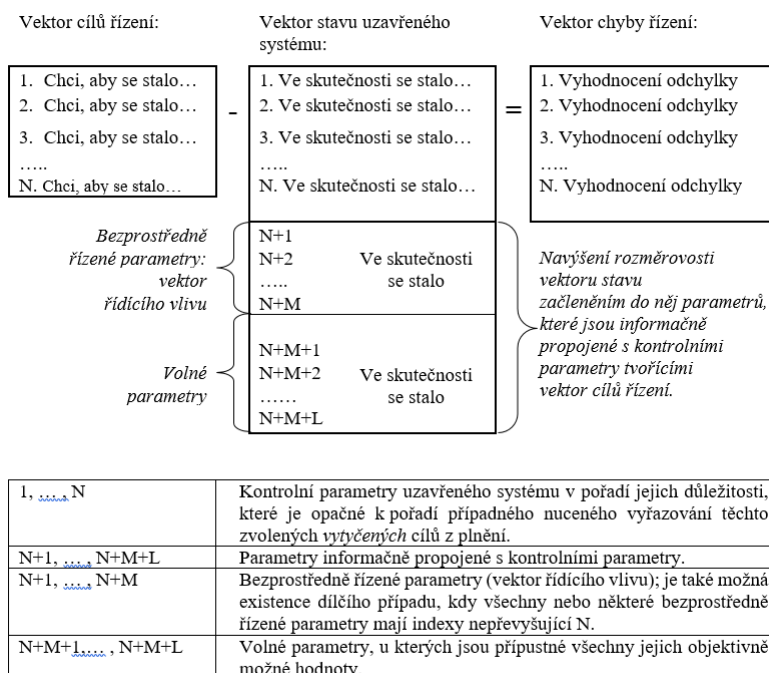 Vektor cílů řízení:
Vektor stavu uzavřeného
systému:
Vektor chyby řízení:
1. Chci, aby se stalo…
2. Chci, aby se stalo…
3. Chci, aby se stalo…
…..
N. Chci, aby se stalo…
-
1. Ve skutečnosti se stalo…
2. Ve skutečnosti se stalo…
3. Ve skutečnosti se stalo…
…..
N. Ve skutečnosti se stalo…
=
1. Vyhodnocení odchylky
2. Vyhodnocení odchylky
3. Vyhodnocení odchylky
…..
N. Vyhodnocení odchylky
Bezprostředně
řízené parametry:
vektor
řídícího vlivu
N+1
N+2
…..
N+M
Ve skutečnosti
se stalo
Volné
parametry
N+M+1
N+M+2
……
N+M+L
Ve skutečnosti
se stalo
Navýšení rozměrovosti
vektoru stavu
začleněním do něj parametrů,
které jsou informačně
propojené s kontrolními
parametry tvořících
vektor cílů řízení.
1, … , N
Kontrolní parametry uzavřeného systému v pořadí jejich důležitosti,
které je opačné k pořadí případného nuceného vyřazování těchto
zvolených vytyčených cílů z plnění.
N+1, … , N+M+L
Parametry informačně propojené s kontrolními parametry.
N+1, … , N+M
Bezprostředně řízené parametry (vektor řídícího vlivu); je také možná
existence dílčího případu, kdy všechny nebo některé bezprostředně
řízené parametry mají indexy nepřevyšující N.
N+M+1,… , N+M+L
Volné parametry, u kterých jsou přípustné všechny jejich objektivně
možné hodnoty.